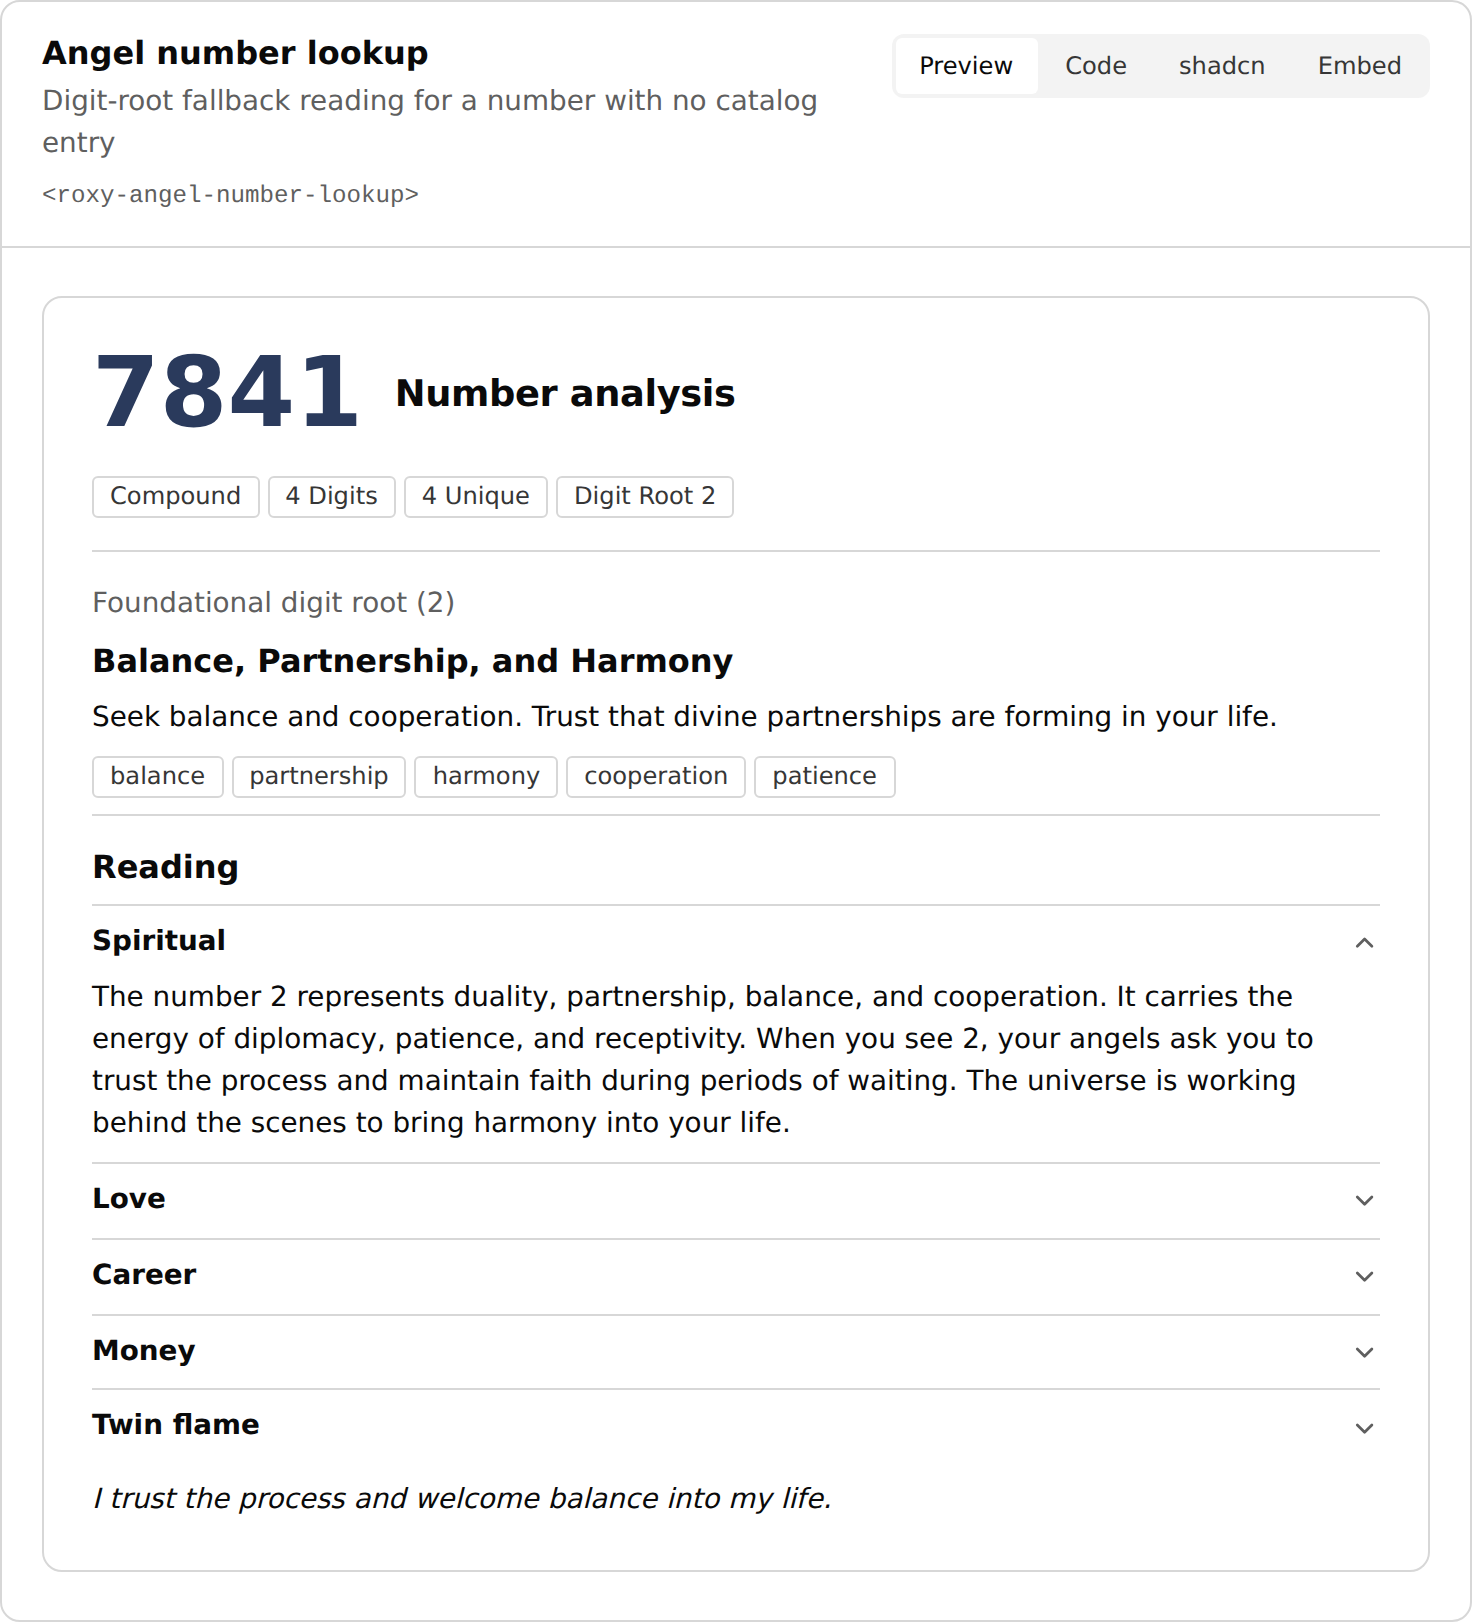 Angel number lookup
Preview
Code
shadcn
Embed
Digit-root fallback reading for a number with no catalog
entry
<roxy-angel-number-lookup>
7841
Number analysis
Compound
4 Digits
4 Unique
Digit Root 2
Foundational digit root (2)
Balance, Partnership, and Harmony
Seek balance and cooperation. Trust that divine partnerships are forming in your life.
balance
partnership
harmony
cooperation
patience
Reading
Spiritual
The number 2 represents duality, partnership, balance, and cooperation. It carries the
energy of diplomacy, patience, and receptivity. When you see 2, your angels ask you to
trust the process and maintain faith during periods of waiting. The universe is working
behind the scenes to bring harmony into your life.
Love
Career
Money
Twin flame
I trust the process and welcome balance into my life.